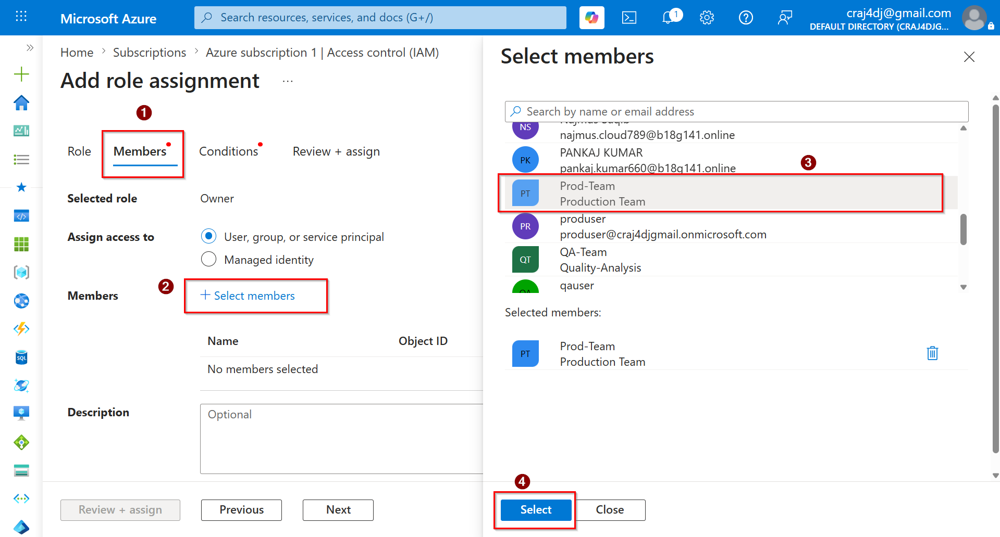 Microsoft Azure
Search resources, services, and docs (G+/)
1
craj4dj@gmail.com
DEFAULT DIRECTORY (CRAJ4DJG...
Home > Subscriptions > Azure subscription 1 | Access control (IAM)
Add role assignment ...
1
Role
Members
Conditions
Review + assign
Selected role
Owner
Assign access to
User, group, or service principal
Managed identity
2
Members
+ Select members
Name
Object ID
No members selected
Description
Optional
Review + assign
Previous
Next
Select members
Search by name or email address
NS
Najmus Saqib
najmus.cloud789@b18g141.online
PK
PANKAJ KUMAR
pankaj.kumar660@b18g141.online
3
PT
Prod-Team
Production Team
PR
produser
produser@craj4djgmail.onmicrosoft.com
QT
QA-Team
Quality-Analysis
QA
qauser
Selected members:
PT
Prod-Team
Production Team
4
Select
Close
SQL